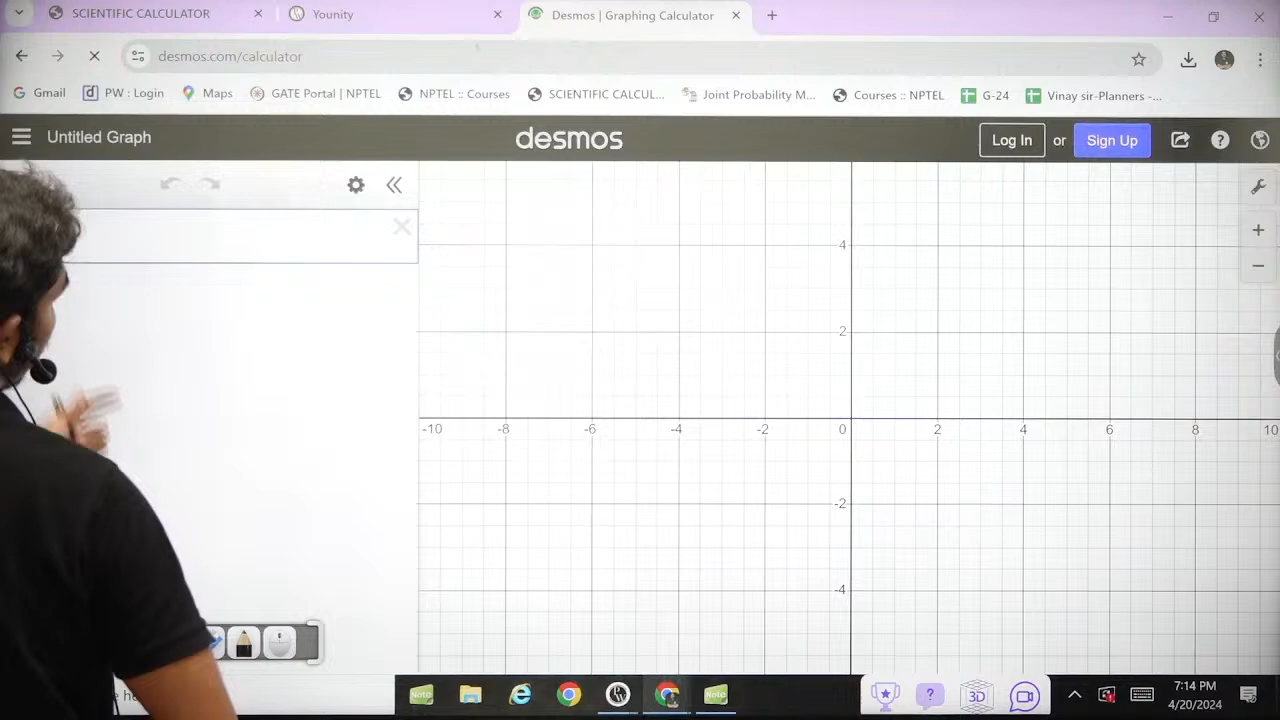 SCIENTIFIC CALCULATOR
Younity
Desmos | Graphing Calculator
desmos.com/calculator
Gmail
PW : Login
Maps
GATE Portal | NPTEL
NPTEL :: Courses
SCIENTIFIC CALCUL...
Joint Probability M...
Courses :: NPTEL
G-24
Vinay sir-Planners -...
Untitled Graph
desmos
Log In
or
Sign Up
4
2
-10 -8 -6 -4 -2 0 2 4 6 8 10
-2
-4
Note
Note
3D
7:14 PM
4/20/2024